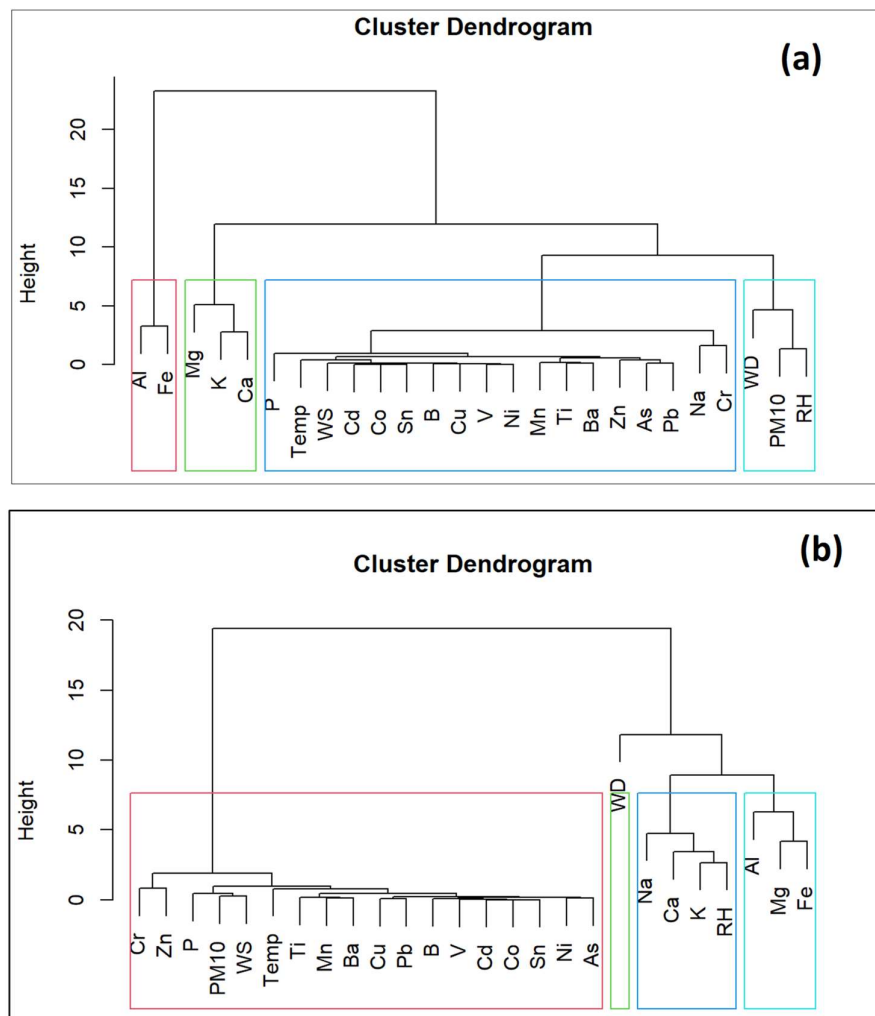 Cluster Dendrogram
(a)
Height
20
15
10
5
0
Al Fe Mg K Ca P Temp WS Cd Co Sn B Cu V Ni Mn Ti Ba Zn As Pb Na Cr WD PM10 RH
Cluster Dendrogram
(b)
Height
20
15
10
5
0
Cr Zn P PM10 WS Temp Ti Mn Ba Cu Pb B V Cd Co Sn Ni As WD Na Ca K RH Al Mg Fe